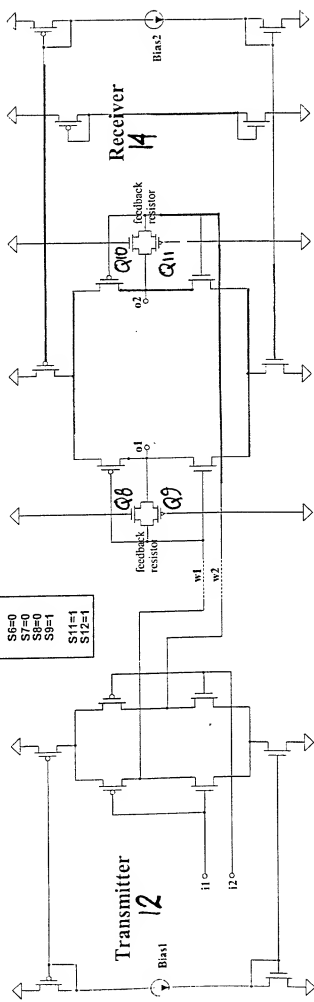 S6=0
S7=0
S8=0
S9=1
S11=1
S12=1
Transmitter
12
Bias1
i1
i2
w1
w2
feedback
resistor
Q8
Q9
o1
o2
Q10
Q11
feedback
resistor
Receiver
14
Bias2